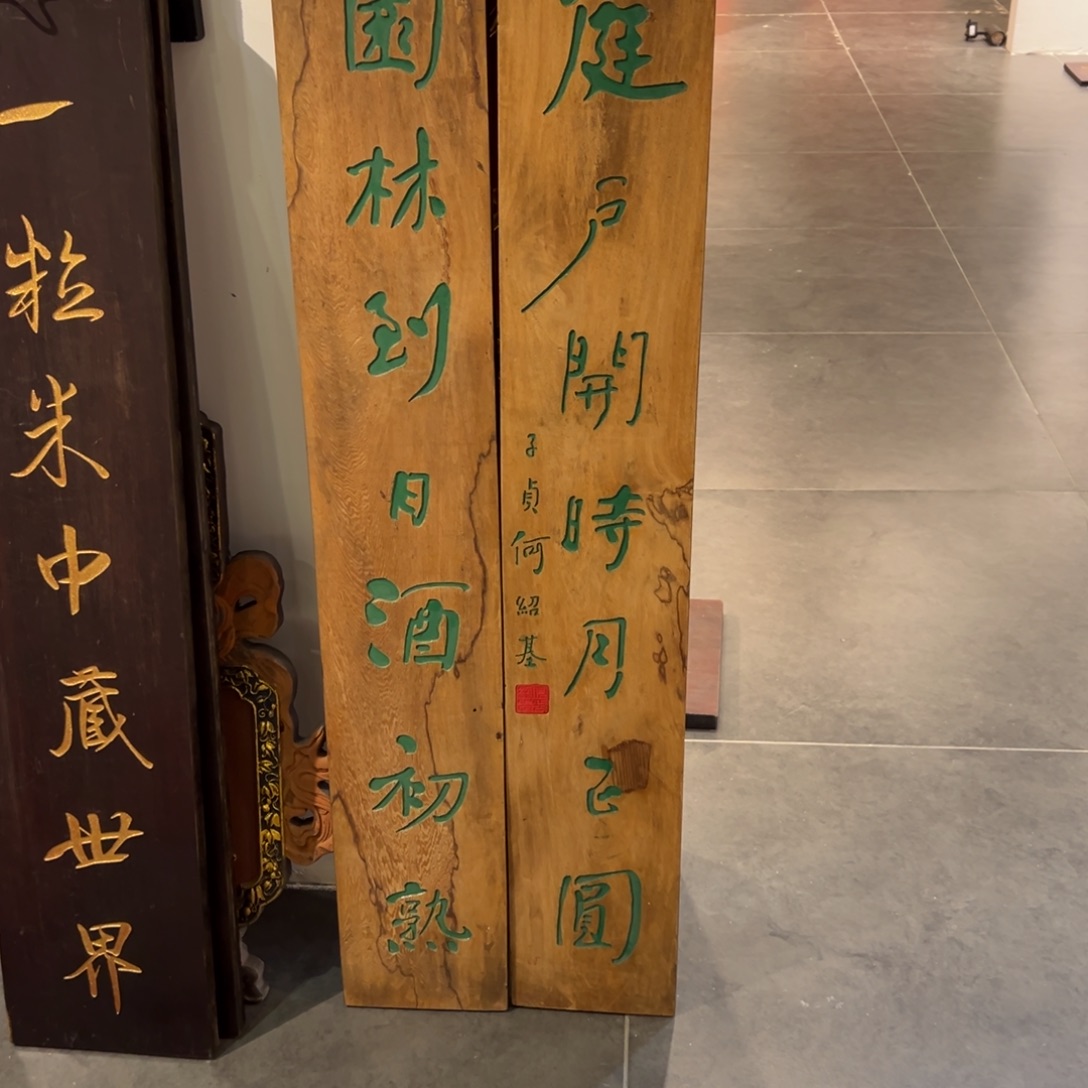 庭戶開時月正圓
子貞何紹基
園林到日酒初熟
一粒米中藏世界